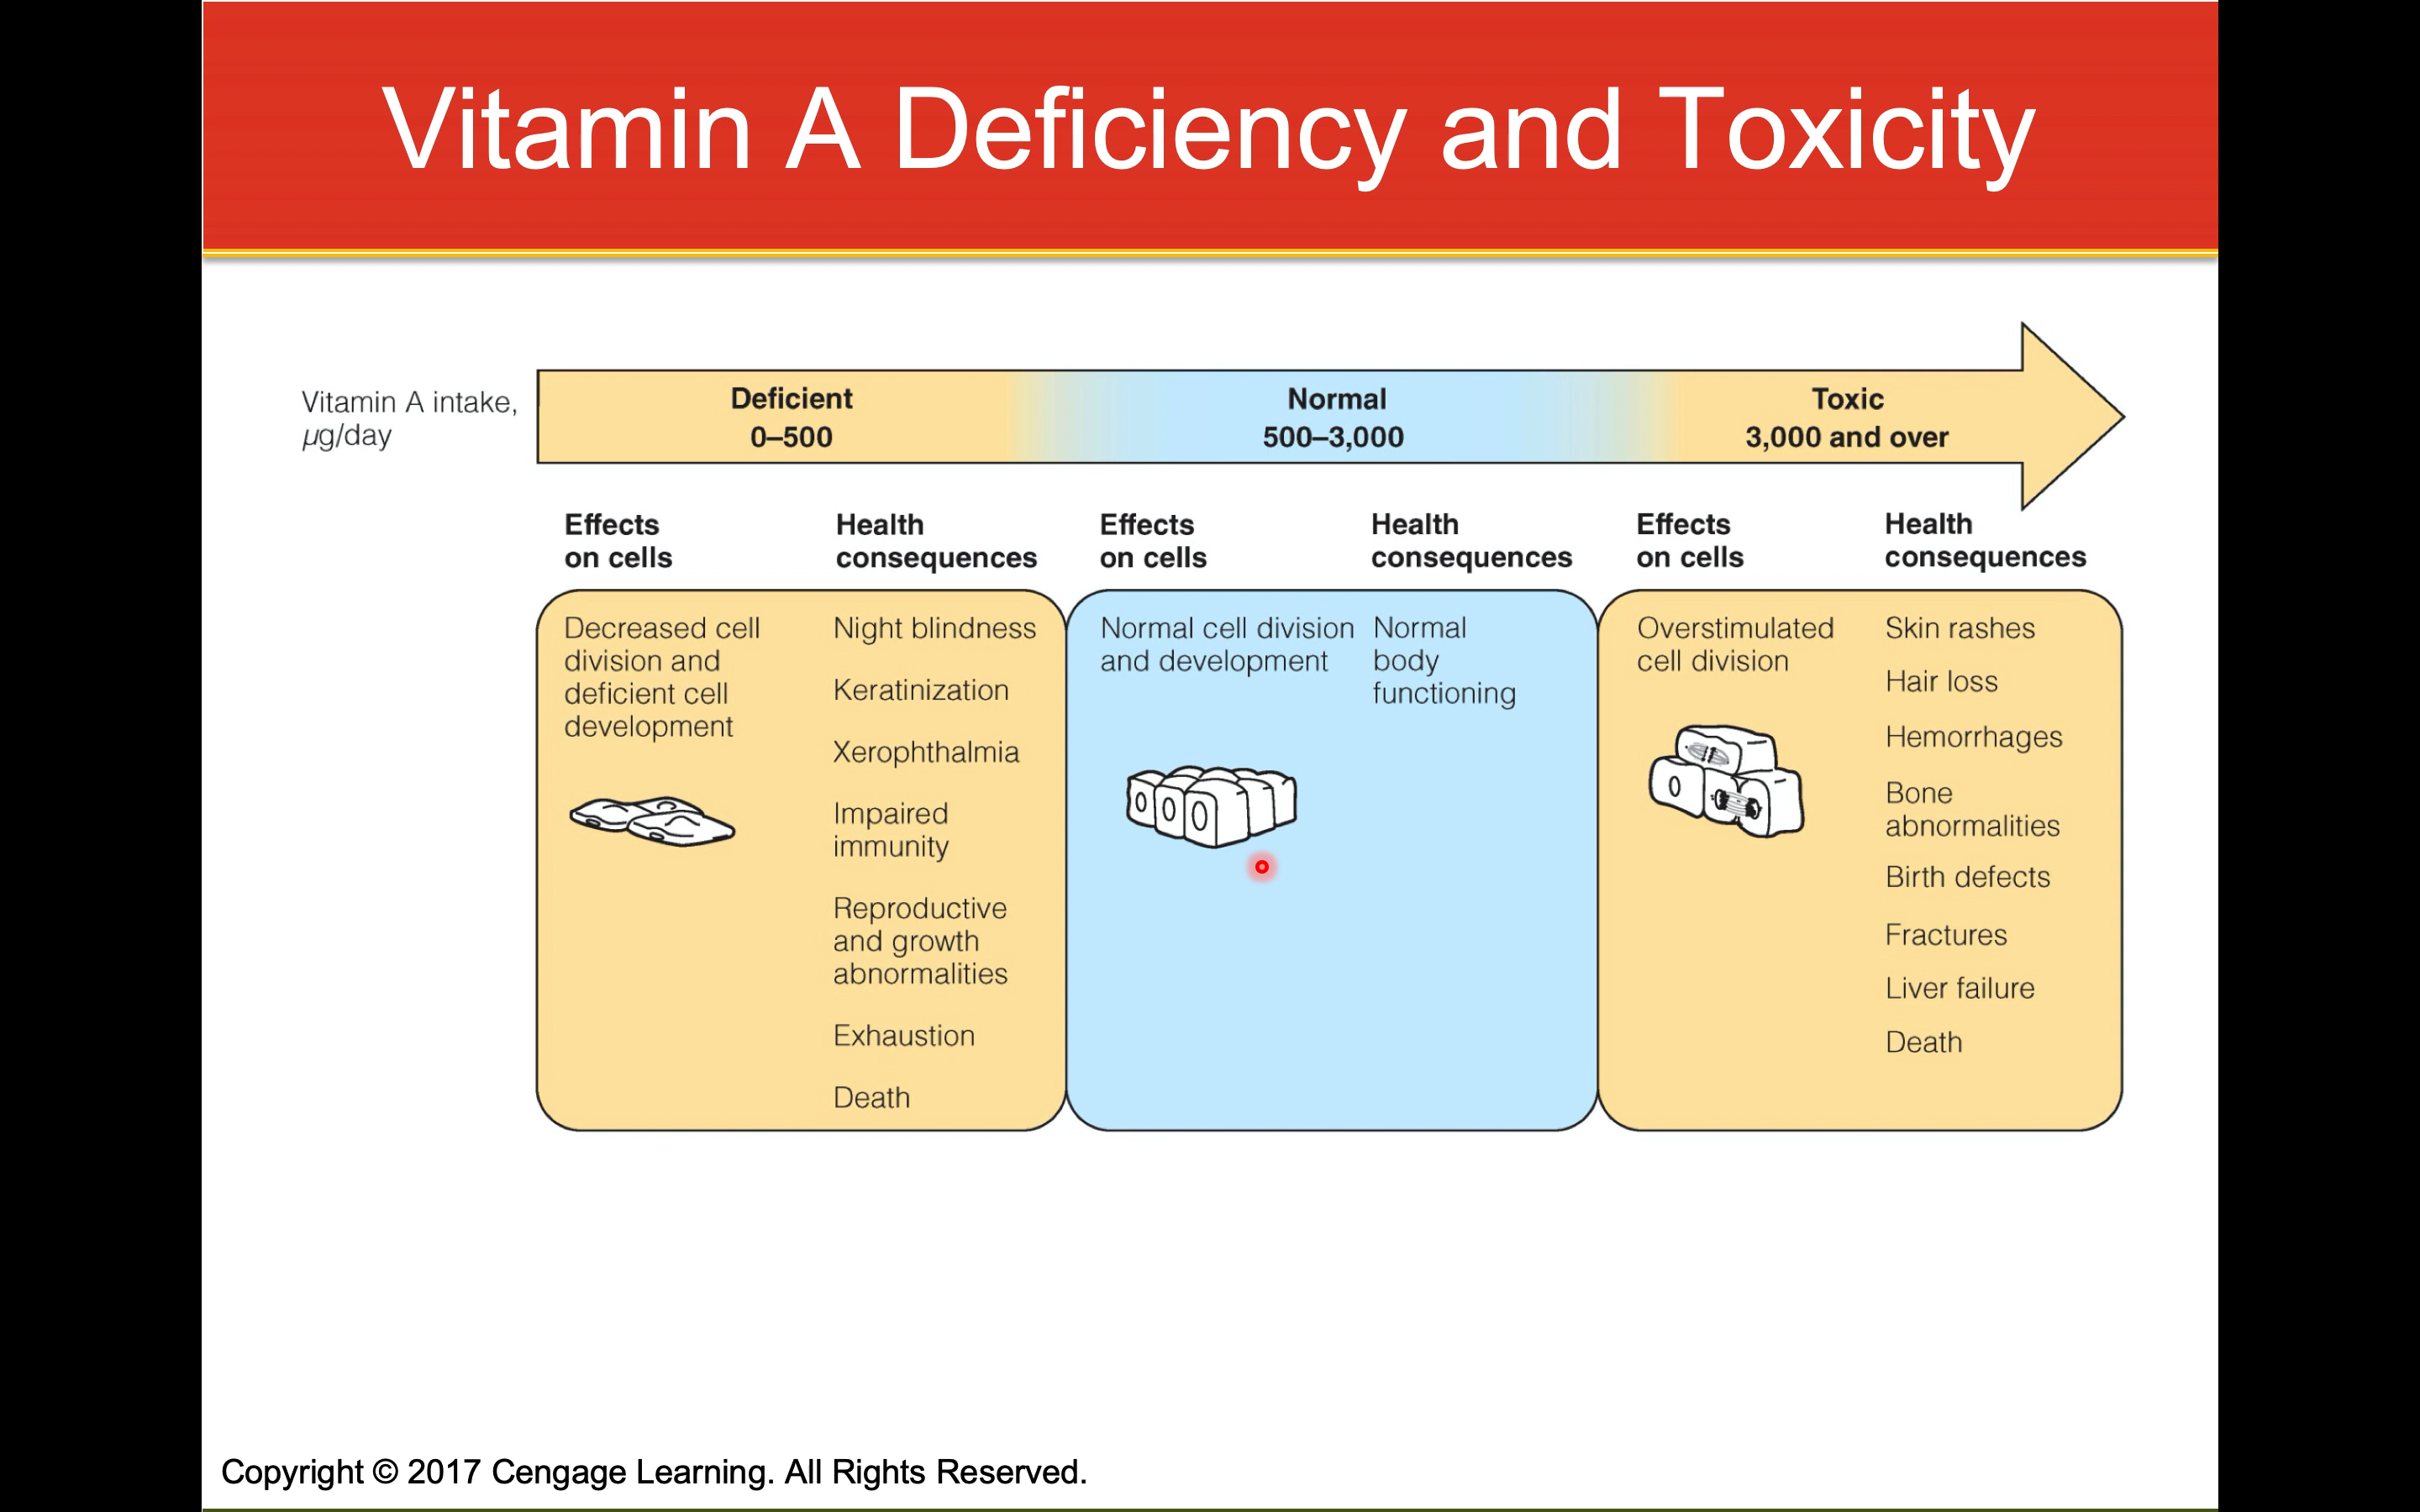 Vitamin A Deficiency and Toxicity
Vitamin A intake,
µg/day
Deficient
0–500
Normal
500–3,000
Toxic
3,000 and over
Effects
on cells
Health
consequences
Effects
on cells
Health
consequences
Effects
on cells
Health
consequences
Decreased cell
division and
deficient cell
development
Night blindness
Keratinization
Xerophthalmia
Impaired
immunity
Reproductive
and growth
abnormalities
Exhaustion
Death
Normal cell division
and development
Normal
body
functioning
Overstimulated
cell division
Skin rashes
Hair loss
Hemorrhages
Bone
abnormalities
Birth defects
Fractures
Liver failure
Death
Copyright © 2017 Cengage Learning. All Rights Reserved.